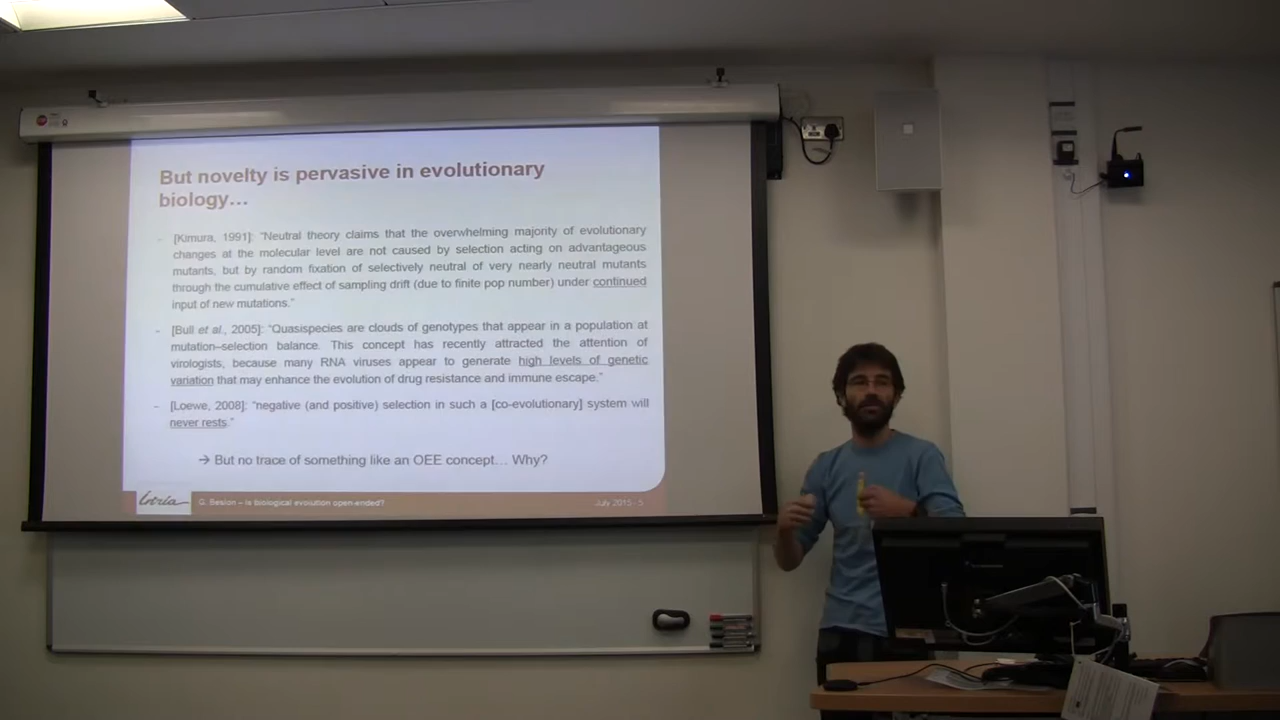 But novelty is pervasive in evolutionary
biology…
- [Kimura, 1991]: “Neutral theory claims that the overwhelming majority of evolutionary
changes at the molecular level are not caused by selection acting on advantageous
mutants, but by random fixation of selectively neutral of very nearly neutral mutants
through the cumulative effect of sampling drift (due to finite pop number) under continued
input of new mutations.”
- [Bull et al., 2005]: “Quasispecies are clouds of genotypes that appear in a population at
mutation–selection balance. This concept has recently attracted the attention of
virologists, because many RNA viruses appear to generate high levels of genetic
variation that may enhance the evolution of drug resistance and immune escape.”
- [Loewe, 2008]: “negative (and positive) selection in such a [co-evolutionary] system will
never rests.”
→ But no trace of something like an OEE concept… Why?
Inria
G. Beslon – Is biological evolution open-ended?
July 2015 - 5